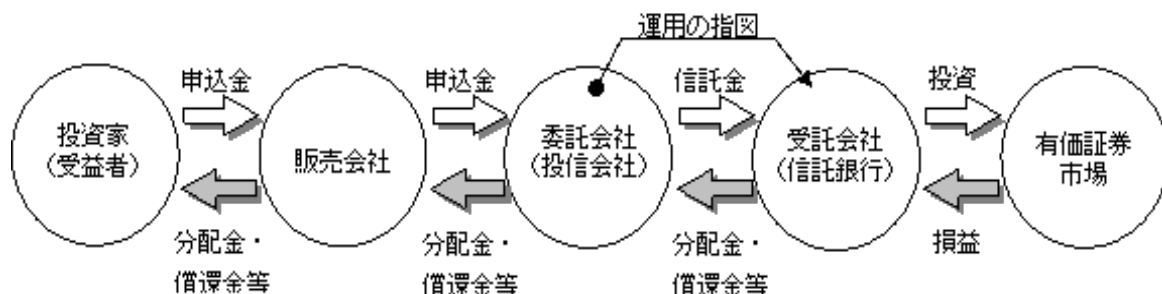 運用の指図
申込金
申込金
信託金
投資
投資家
(受益者)
販売会社
委託会社
(投信会社)
受託会社
(信託銀行)
有価証券
市場
分配金・
償還金等
分配金・
償還金等
分配金・
償還金等
損益